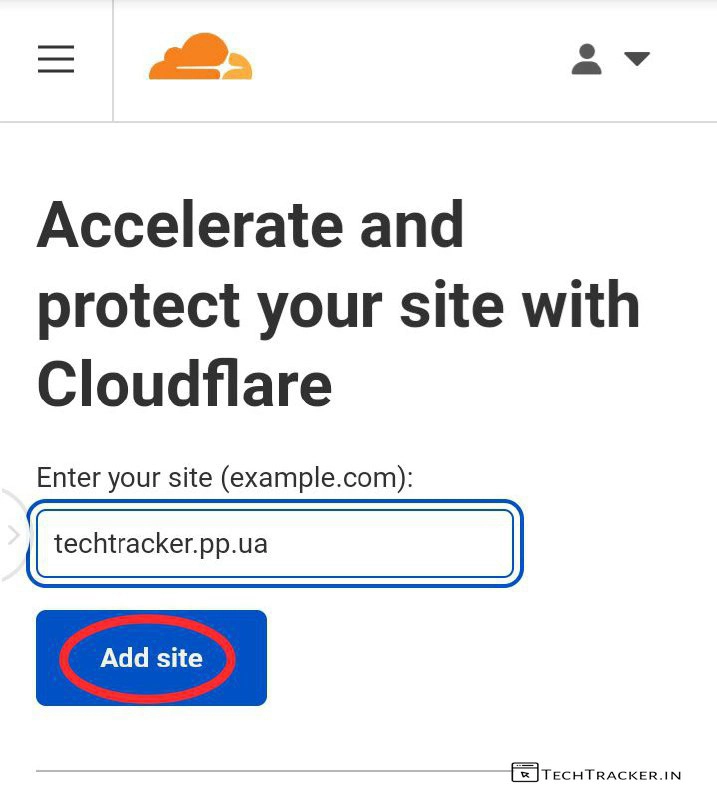 Accelerate and
protect your site with
Cloudflare
Enter your site (example.com):
techtracker.pp.ua
Add site
TECHTRACKER.IN